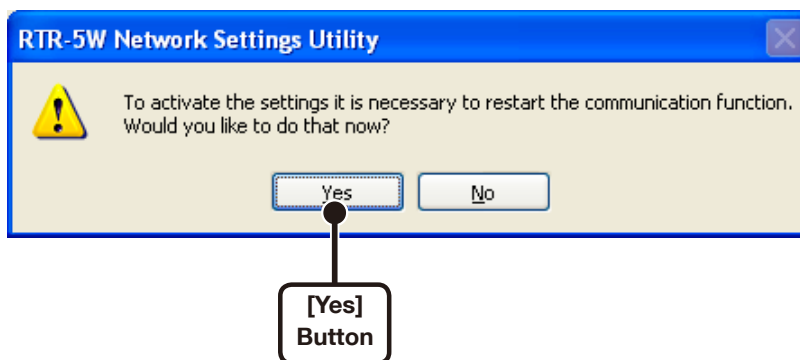 RTR-5W Network Settings Utility
To activate the settings it is necessary to restart the communication function.
Would you like to do that now?
Yes No
[Yes]
Button